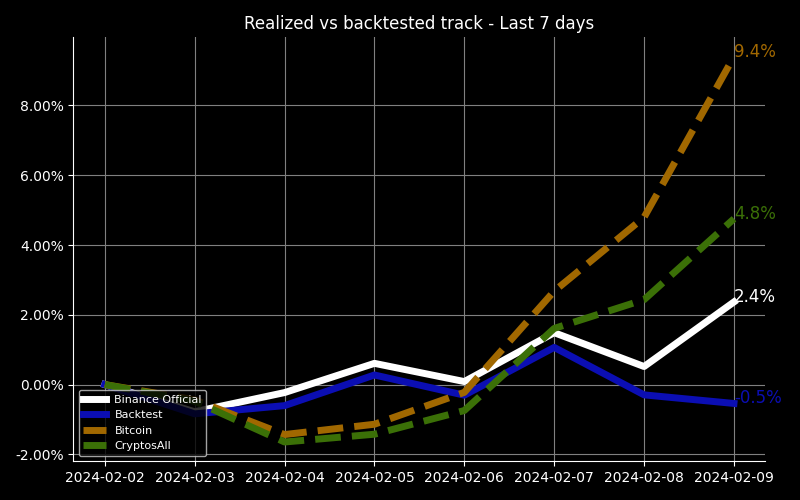 Realized vs backtested track - Last 7 days
9.4%
8.00%
6.00%
4.8%
4.00%
2.4%
2.00%
0.00%
-0.5%
Binance Official
Backtest
Bitcoin
CryptosAll
-2.00%
2024-02-02 2024-02-03 2024-02-04 2024-02-05 2024-02-06 2024-02-07 2024-02-08 2024-02-09